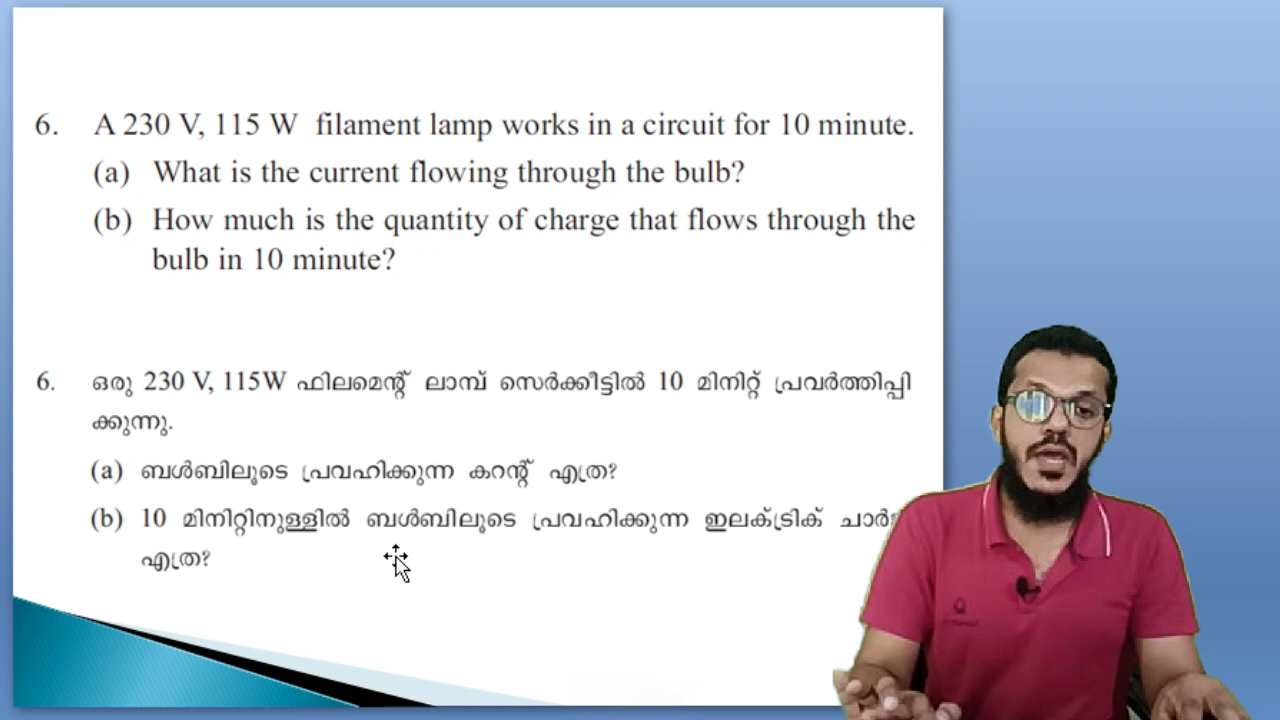 6. A 230 V, 115 W filament lamp works in a circuit for 10 minute.
(a) What is the current flowing through the bulb?
(b) How much is the quantity of charge that flows through the
bulb in 10 minute?
6. ഒരു 230 V, 115W ഫിലമെന്റ് ലാമ്പ് സെർക്കീട്ടിൽ 10 മിനിറ്റ് പ്രവർത്തിപ്പി
ക്കുന്നു.
(a) ബൾബിലൂടെ പ്രവഹിക്കുന്ന കറന്റ് എത്ര?
(b) 10 മിനിറ്റിനുള്ളിൽ ബൾബിലൂടെ പ്രവഹിക്കുന്ന ഇലക്ട്രിക്
എത്ര?